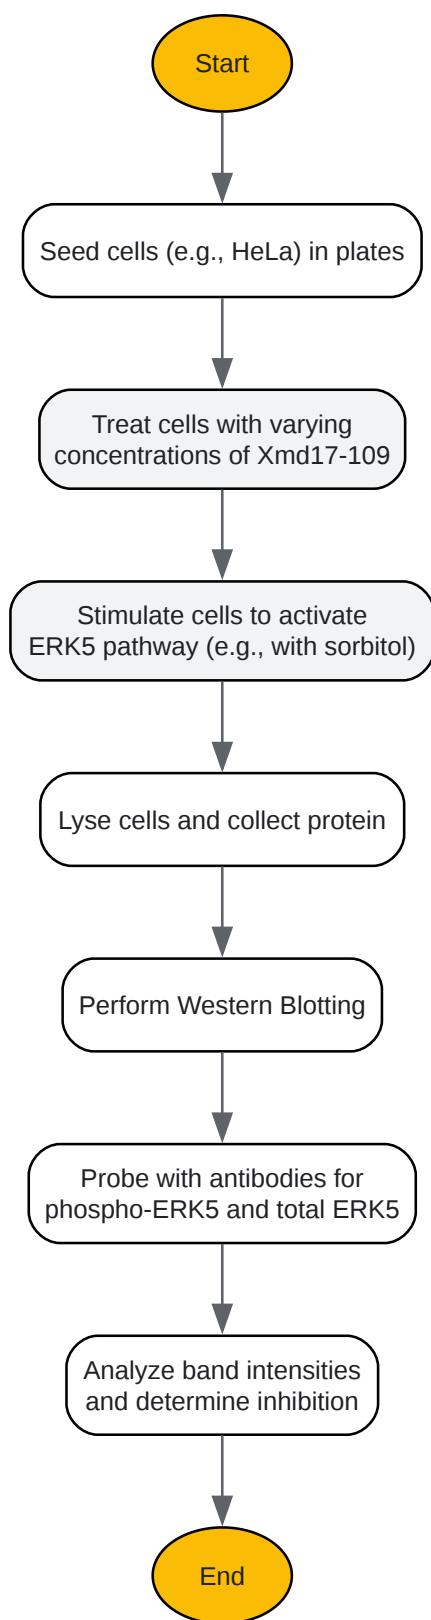 Start
Seed cells (e.g., HeLa) in plates
Treat cells with varying
concentrations of Xmd17-109
Stimulate cells to activate
ERK5 pathway (e.g., with sorbitol)
Lyse cells and collect protein
Perform Western Blotting
Probe with antibodies for
phospho-ERK5 and total ERK5
Analyze band intensities
and determine inhibition
End